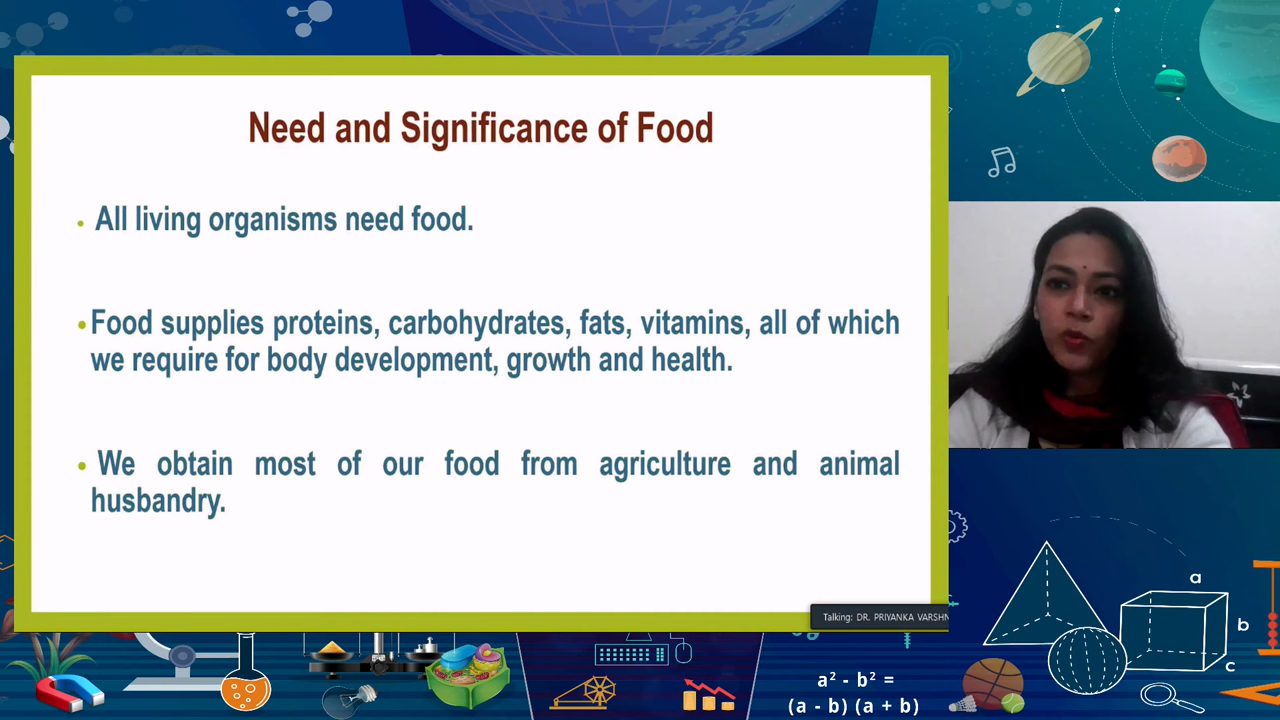 Need and Significance of Food
• All living organisms need food.
• Food supplies proteins, carbohydrates, fats, vitamins, all of which
we require for body development, growth and health.
• We obtain most of our food from agriculture and animal
husbandry.
Talking: DR. PRIYANKA VARSHN
a
b
c
a² - b² =
(a - b) (a + b)